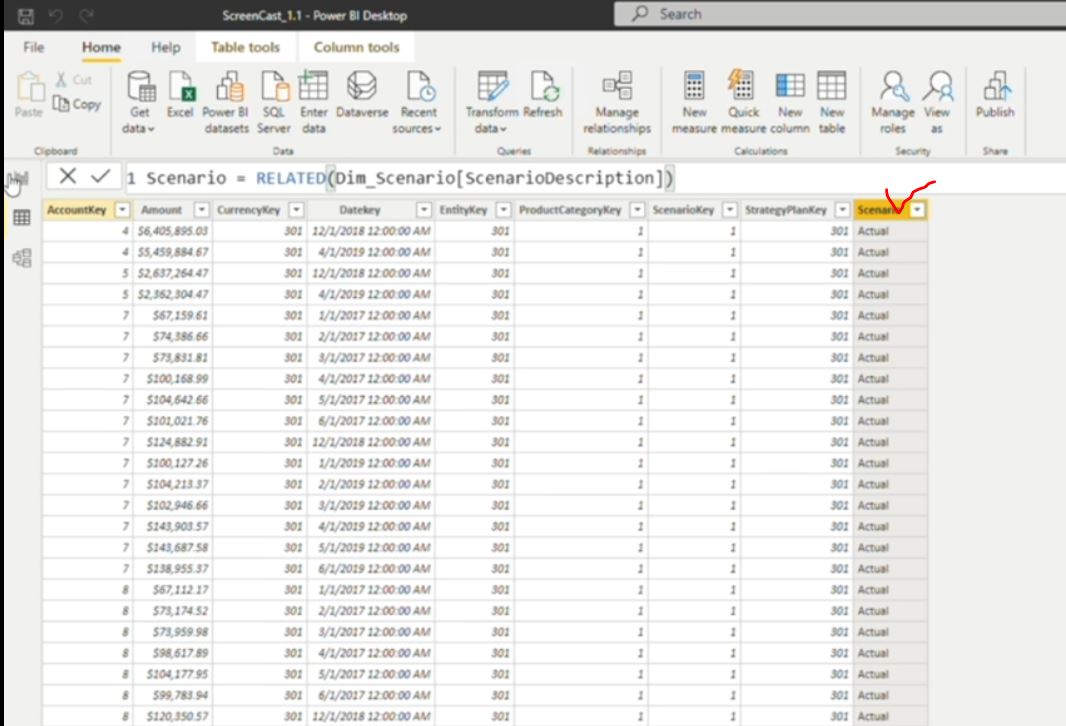 ScreenCast_1.1 - Power BI Desktop
Search
File Home Help Table tools Column tools
Paste
Cut
Copy
Clipboard
Get data
Excel
Power BI datasets
SQL Server
Enter data
Dataverse
Recent sources
Data
Transform data
Refresh
Queries
Manage relationships
Relationships
New measure
Quick measure
New column
New table
Calculations
Manage roles
View as
Security
Publish
Share
1 Scenario = RELATED(Dim_Scenario[ScenarioDescription])
AccountKey Amount CurrencyKey Datekey EntityKey ProductCategoryKey ScenarioKey StrategyPlanKey Scenario
4 $6,405,895.03 301 12/1/2018 12:00:00 AM 301 1 1 301 Actual
4 $5,459,884.67 301 4/1/2019 12:00:00 AM 301 1 1 301 Actual
5 $2,637,264.47 301 12/1/2018 12:00:00 AM 301 1 1 301 Actual
5 $2,362,304.47 301 4/1/2019 12:00:00 AM 301 1 1 301 Actual
7 $67,159.61 301 1/1/2017 12:00:00 AM 301 1 1 301 Actual
7 $74,386.66 301 2/1/2017 12:00:00 AM 301 1 1 301 Actual
7 $73,831.81 301 3/1/2017 12:00:00 AM 301 1 1 301 Actual
7 $100,168.99 301 4/1/2017 12:00:00 AM 301 1 1 301 Actual
7 $104,642.66 301 5/1/2017 12:00:00 AM 301 1 1 301 Actual
7 $101,021.76 301 6/1/2017 12:00:00 AM 301 1 1 301 Actual
7 $124,882.91 301 12/1/2018 12:00:00 AM 301 1 1 301 Actual
7 $100,127.26 301 1/1/2019 12:00:00 AM 301 1 1 301 Actual
7 $104,213.37 301 2/1/2019 12:00:00 AM 301 1 1 301 Actual
7 $102,946.66 301 3/1/2019 12:00:00 AM 301 1 1 301 Actual
7 $143,903.57 301 4/1/2019 12:00:00 AM 301 1 1 301 Actual
7 $143,687.58 301 5/1/2019 12:00:00 AM 301 1 1 301 Actual
7 $138,955.37 301 6/1/2019 12:00:00 AM 301 1 1 301 Actual
8 $67,112.17 301 1/1/2017 12:00:00 AM 301 1 1 301 Actual
8 $73,174.52 301 2/1/2017 12:00:00 AM 301 1 1 301 Actual
8 $73,959.98 301 3/1/2017 12:00:00 AM 301 1 1 301 Actual
8 $98,617.89 301 4/1/2017 12:00:00 AM 301 1 1 301 Actual
8 $104,177.95 301 5/1/2017 12:00:00 AM 301 1 1 301 Actual
8 $99,783.94 301 6/1/2017 12:00:00 AM 301 1 1 301 Actual
8 $120,350.57 301 12/1/2018 12:00:00 AM 301 1 1 301 Actual